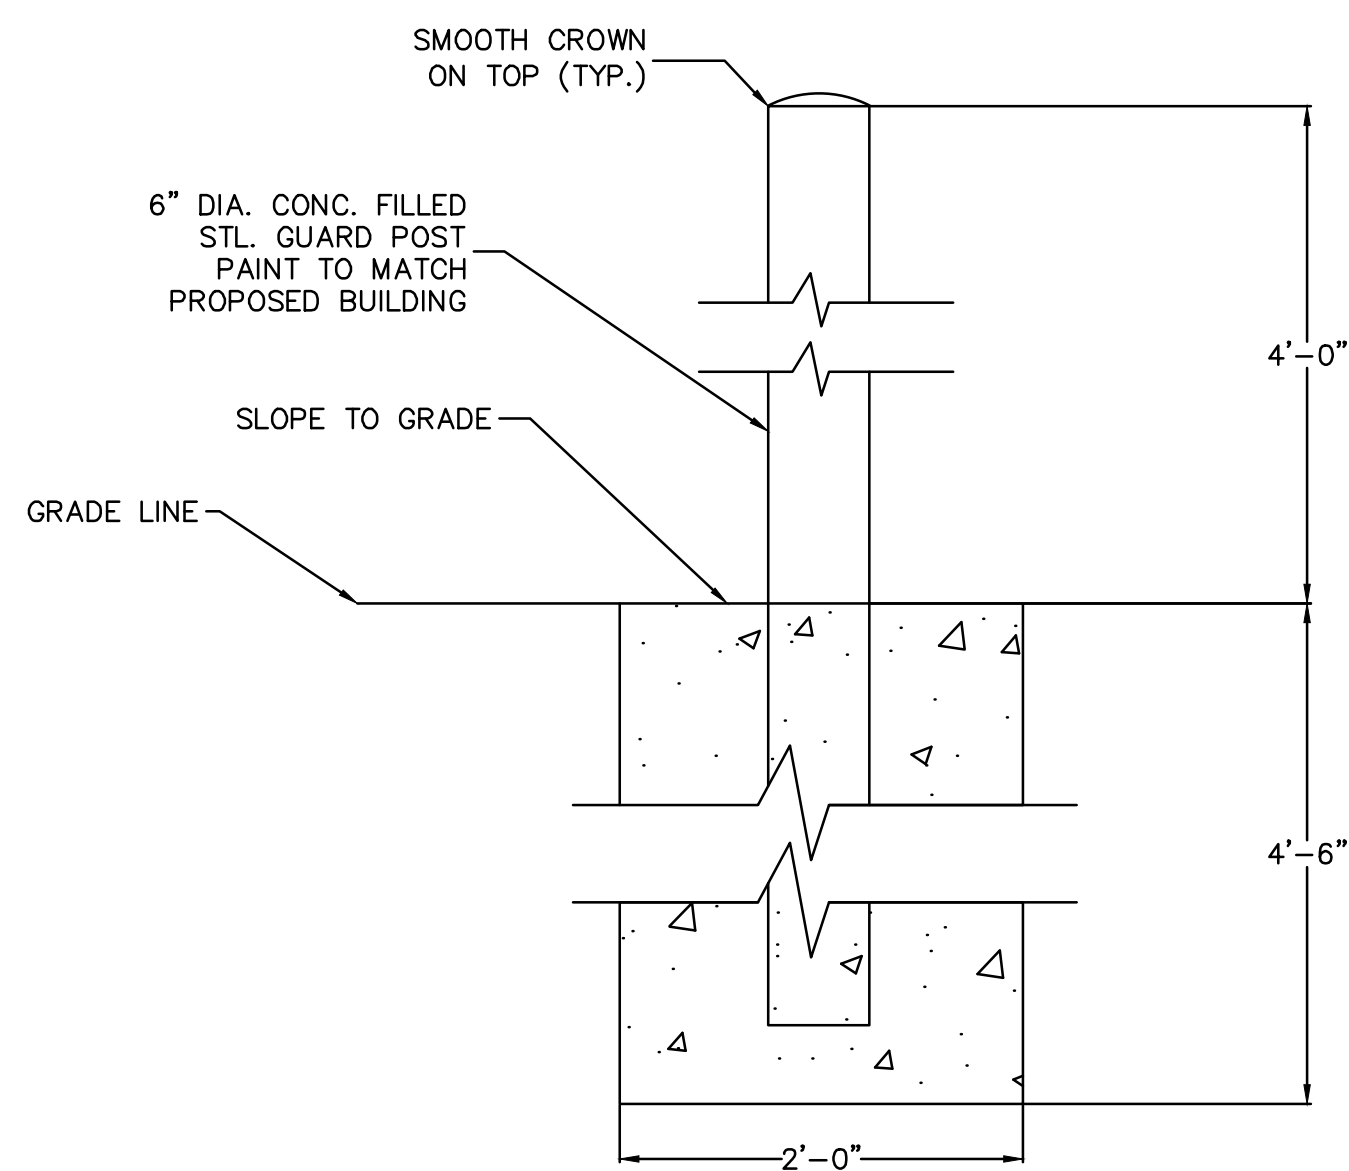 SMOOTH CROWN
ON TOP (TYP.)
6” DIA. CONC. FILLED
STL. GUARD POST
PAINT TO MATCH
PROPOSED BUILDING
4’-0”
SLOPE TO GRADE
GRADE LINE
4’-6”
2’-0”